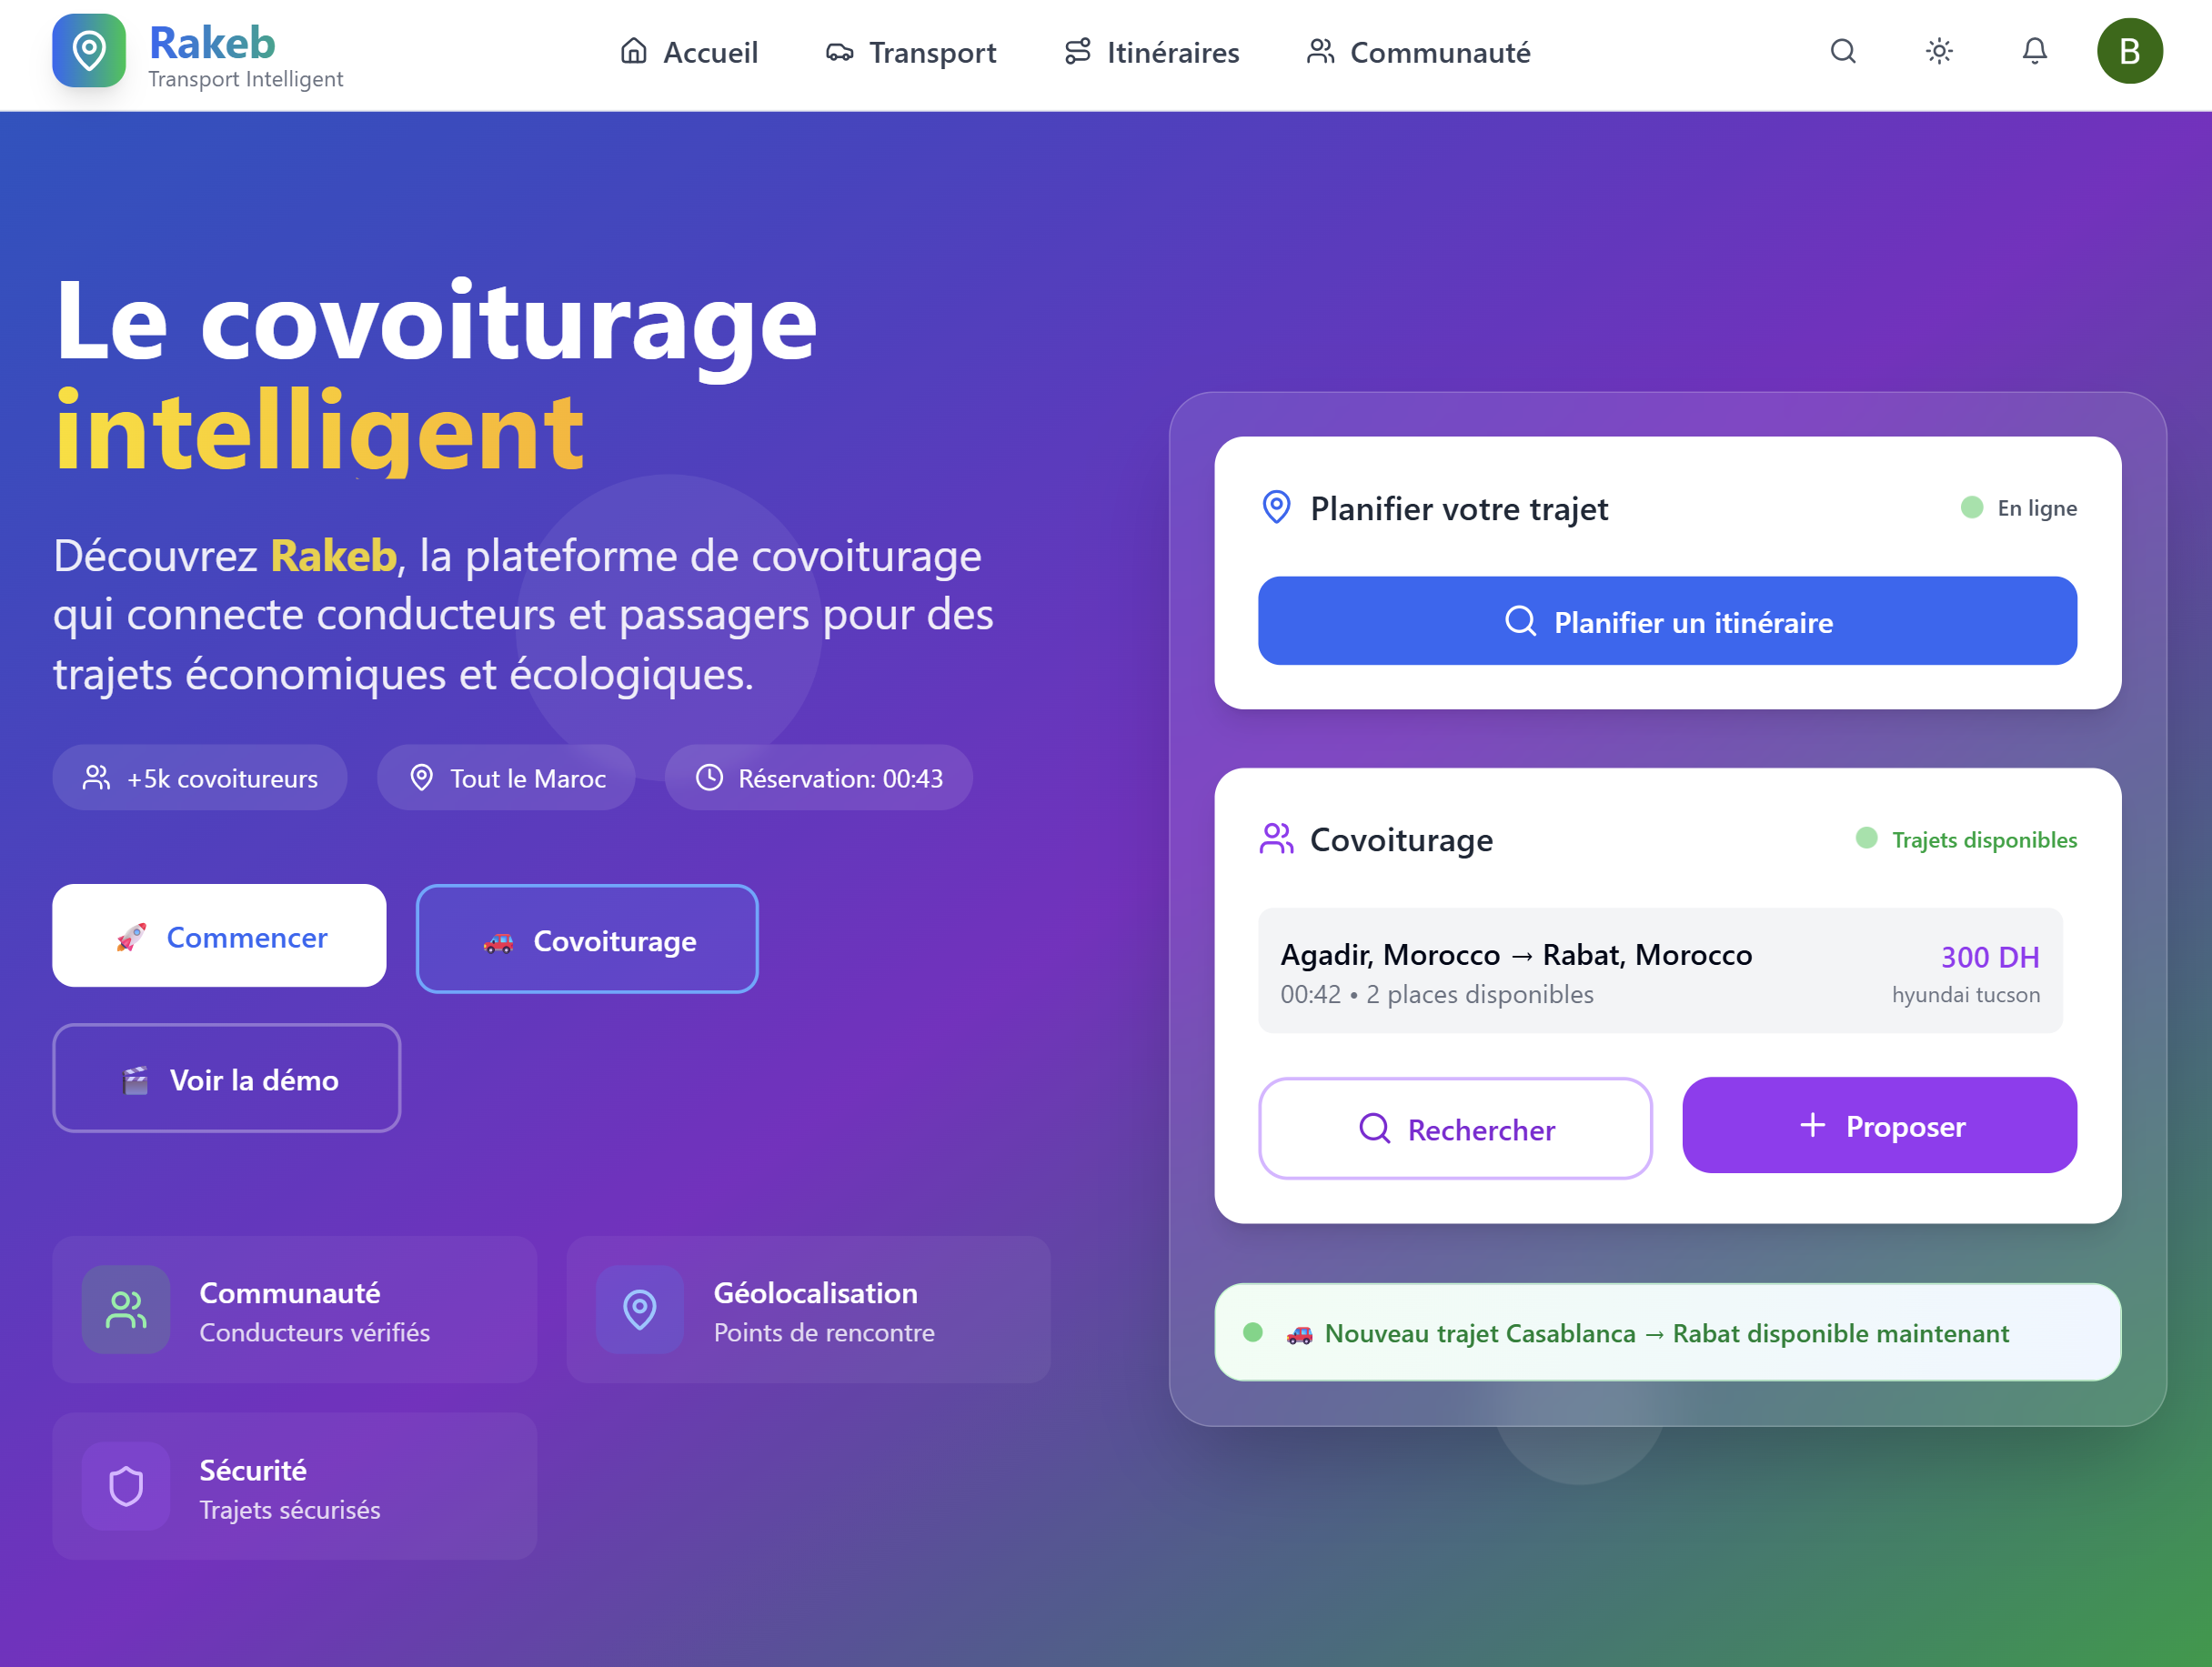 Rakeb
Transport Intelligent
Accueil
Transport
Itinéraires
Communauté
B
Le covoiturage
intelligent
Découvrez Rakeb, la plateforme de covoiturage
qui connecte conducteurs et passagers pour des
trajets économiques et écologiques.
+5k covoitureurs
Tout le Maroc
Réservation: 00:43
🚀 Commencer
🚗 Covoiturage
🎬 Voir la démo
Communauté
Conducteurs vérifiés
Géolocalisation
Points de rencontre
Sécurité
Trajets sécurisés
Planifier votre trajet
En ligne
Planifier un itinéraire
Covoiturage
Trajets disponibles
Agadir, Morocco → Rabat, Morocco
300 DH
00:42 • 2 places disponibles
hyundai tucson
Rechercher
+ Proposer
🚗 Nouveau trajet Casablanca → Rabat disponible maintenant